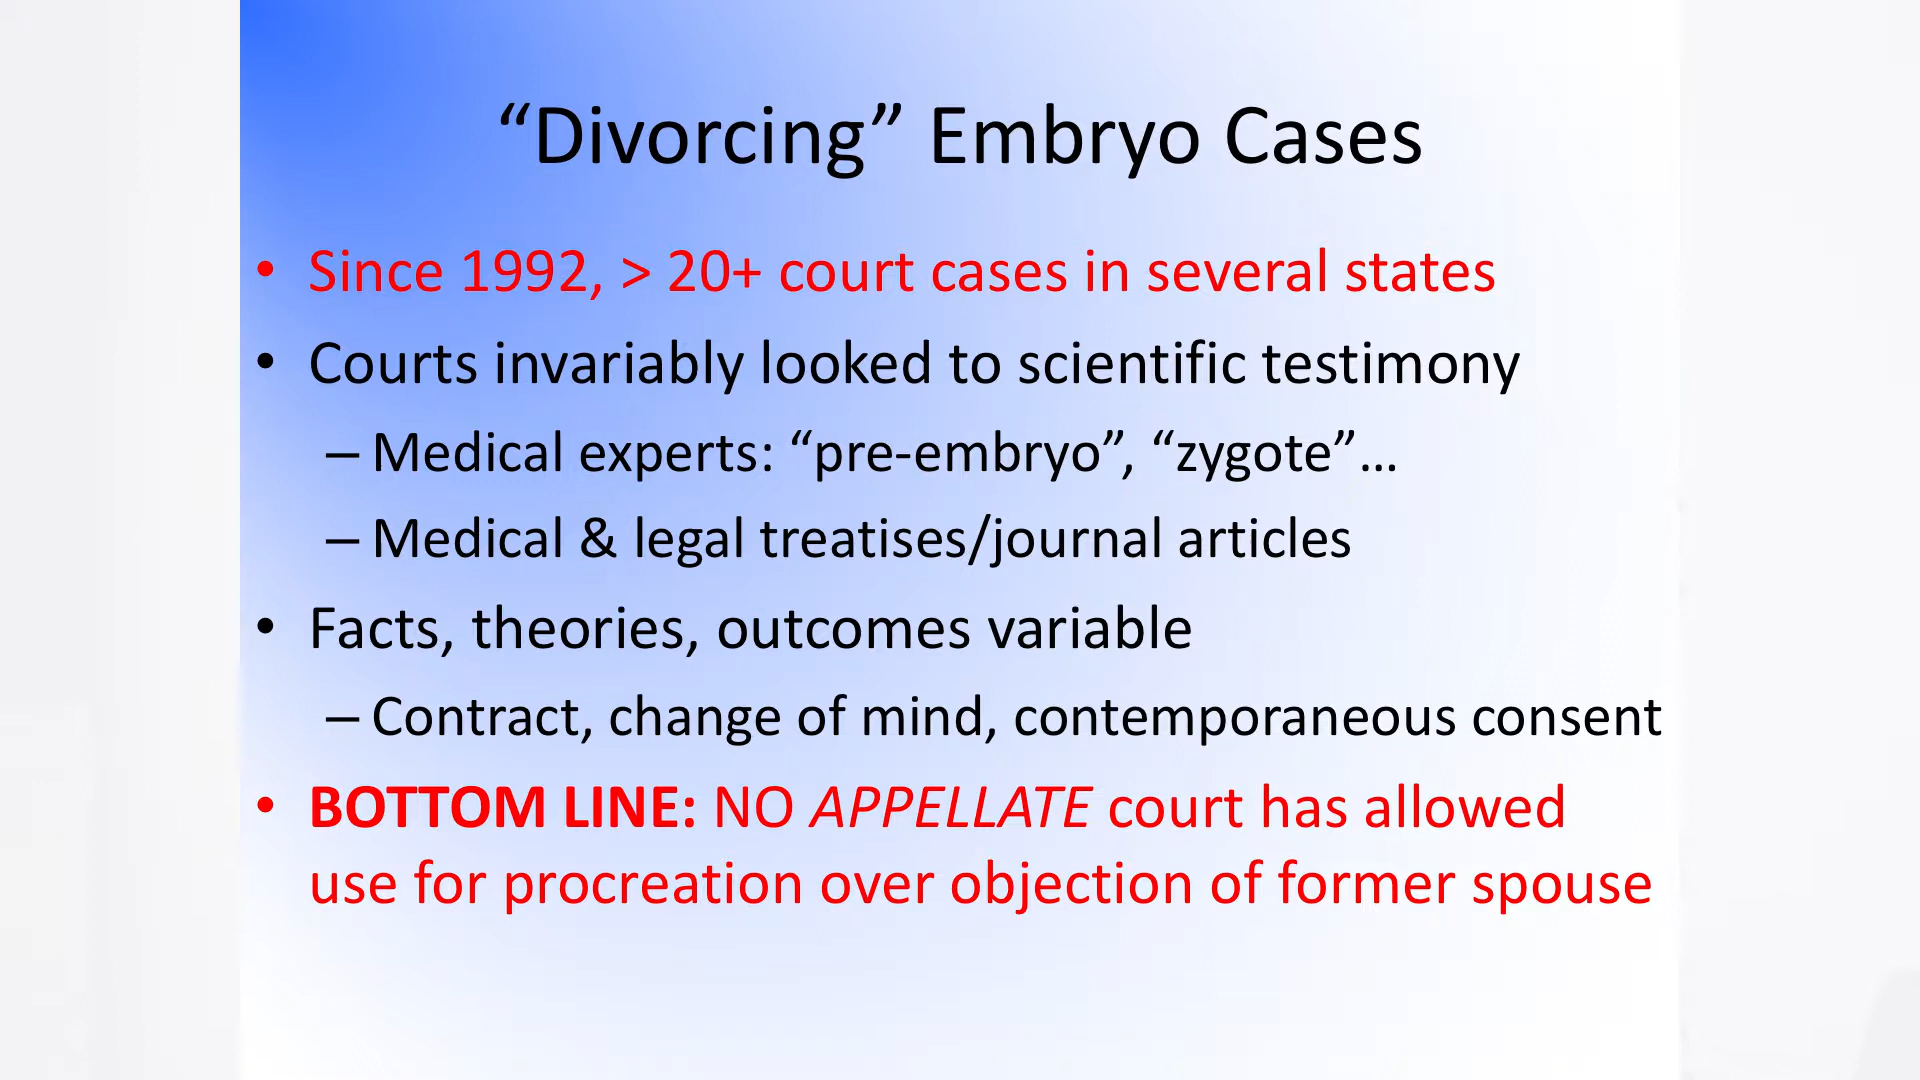 “Divorcing” Embryo Cases
• Since 1992, > 20+ court cases in several states
• Courts invariably looked to scientific testimony
– Medical experts: “pre-embryo”, “zygote”…
– Medical & legal treatises/journal articles
• Facts, theories, outcomes variable
– Contract, change of mind, contemporaneous consent
• BOTTOM LINE: NO APPELLATE court has allowed
use for procreation over objection of former spouse